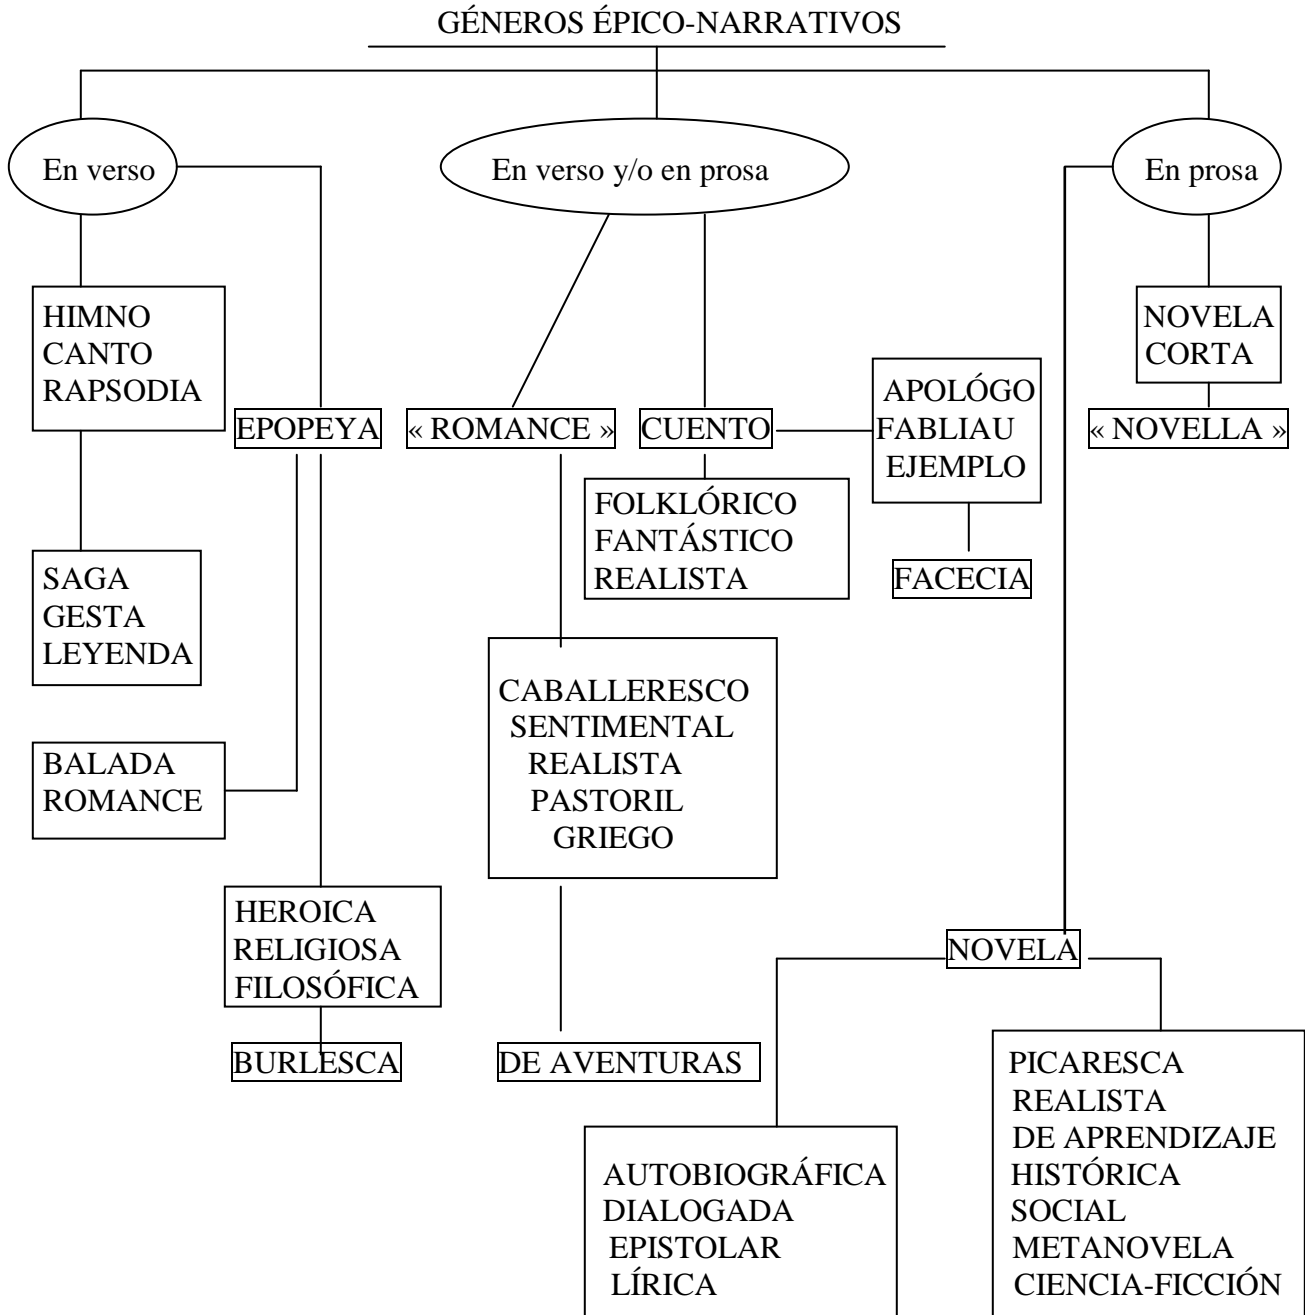 GÉNEROS ÉPICO-NARRATIVOS
En verso
En verso y/o en prosa
En prosa
HIMNO
CANTO
RAPSODIA
SAGA
GESTA
LEYENDA
EPOPEYA
BALADA
ROMANCE
HEROICA
RELIGIOSA
FILOSÓFICA
BURLESCA
« ROMANCE »
CABALLERESCO
SENTIMENTAL
REALISTA
PASTORIL
GRIEGO
DE AVENTURAS
CUENTO
FOLKLÓRICO
FANTÁSTICO
REALISTA
APOLÓGO
FABLIAU
EJEMPLO
FACECIA
NOVELA
CORTA
« NOVELLA »
NOVELA
AUTOBIOGRÁFICA
DIALOGADA
EPISTOLAR
LÍRICA
PICARESCA
REALISTA
DE APRENDIZAJE
HISTÓRICA
SOCIAL
METANOVELA
CIENCIA-FICCIÓN